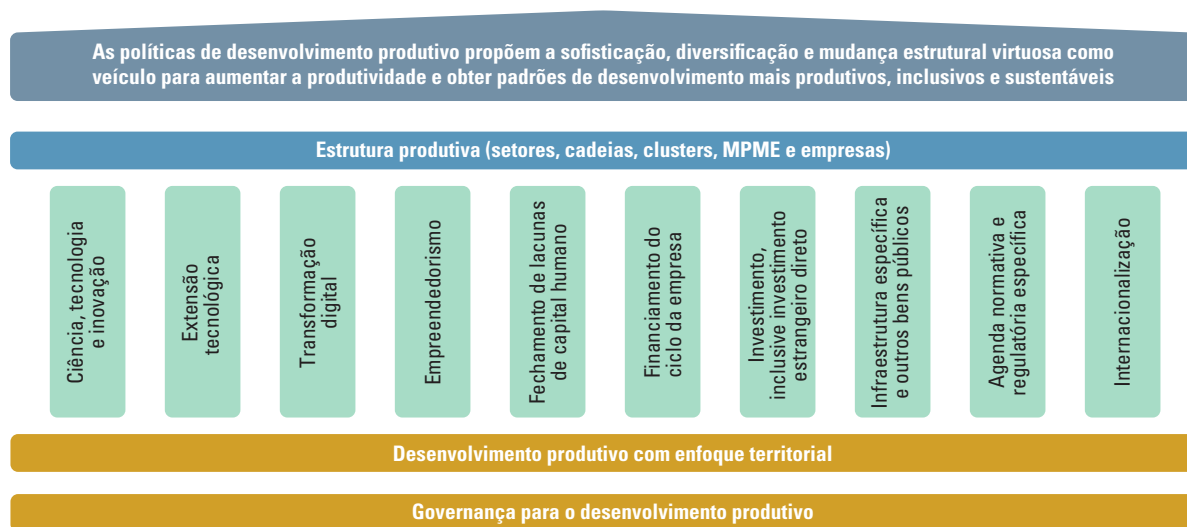 As políticas de desenvolvimento produtivo propõem a sofisticação, diversificação e mudança estrutural virtuosa como
veículo para aumentar a produtividade e obter padrões de desenvolvimento mais produtivos, inclusivos e sustentáveis
Estrutura produtiva (setores, cadeias, clusters, MPME e empresas)
Ciência, tecnologia
e inovação
Extensão
tecnológica
Transformação
digital
Empreendedorismo
Fechamento de lacunas
de capital humano
Financiamento do
ciclo da empresa
Investimento,
inclusive investimento
estrangeiro direto
Infraestrutura específica
e outros bens públicos
Agenda normativa e
regulatória específica
Internacionalização
Desenvolvimento produtivo com enfoque territorial
Governança para o desenvolvimento produtivo